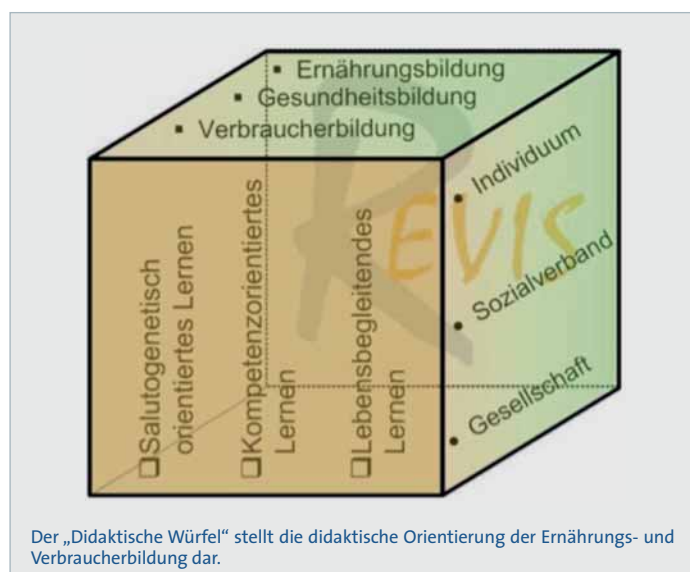 ▪ Ernährungsbildung
▪ Gesundheitsbildung
▪ Verbraucherbildung
❑Salutogenetisch
orientiertes Lernen
❑Kompetenzorientiertes
Lernen
❑Lebensbegleitendes
Lernen
• Individuum
• Sozialverband
• Gesellschaft
REVIS
Der „Didaktische Würfel“ stellt die didaktische Orientierung der Ernährungs- und
Verbraucherbildung dar.